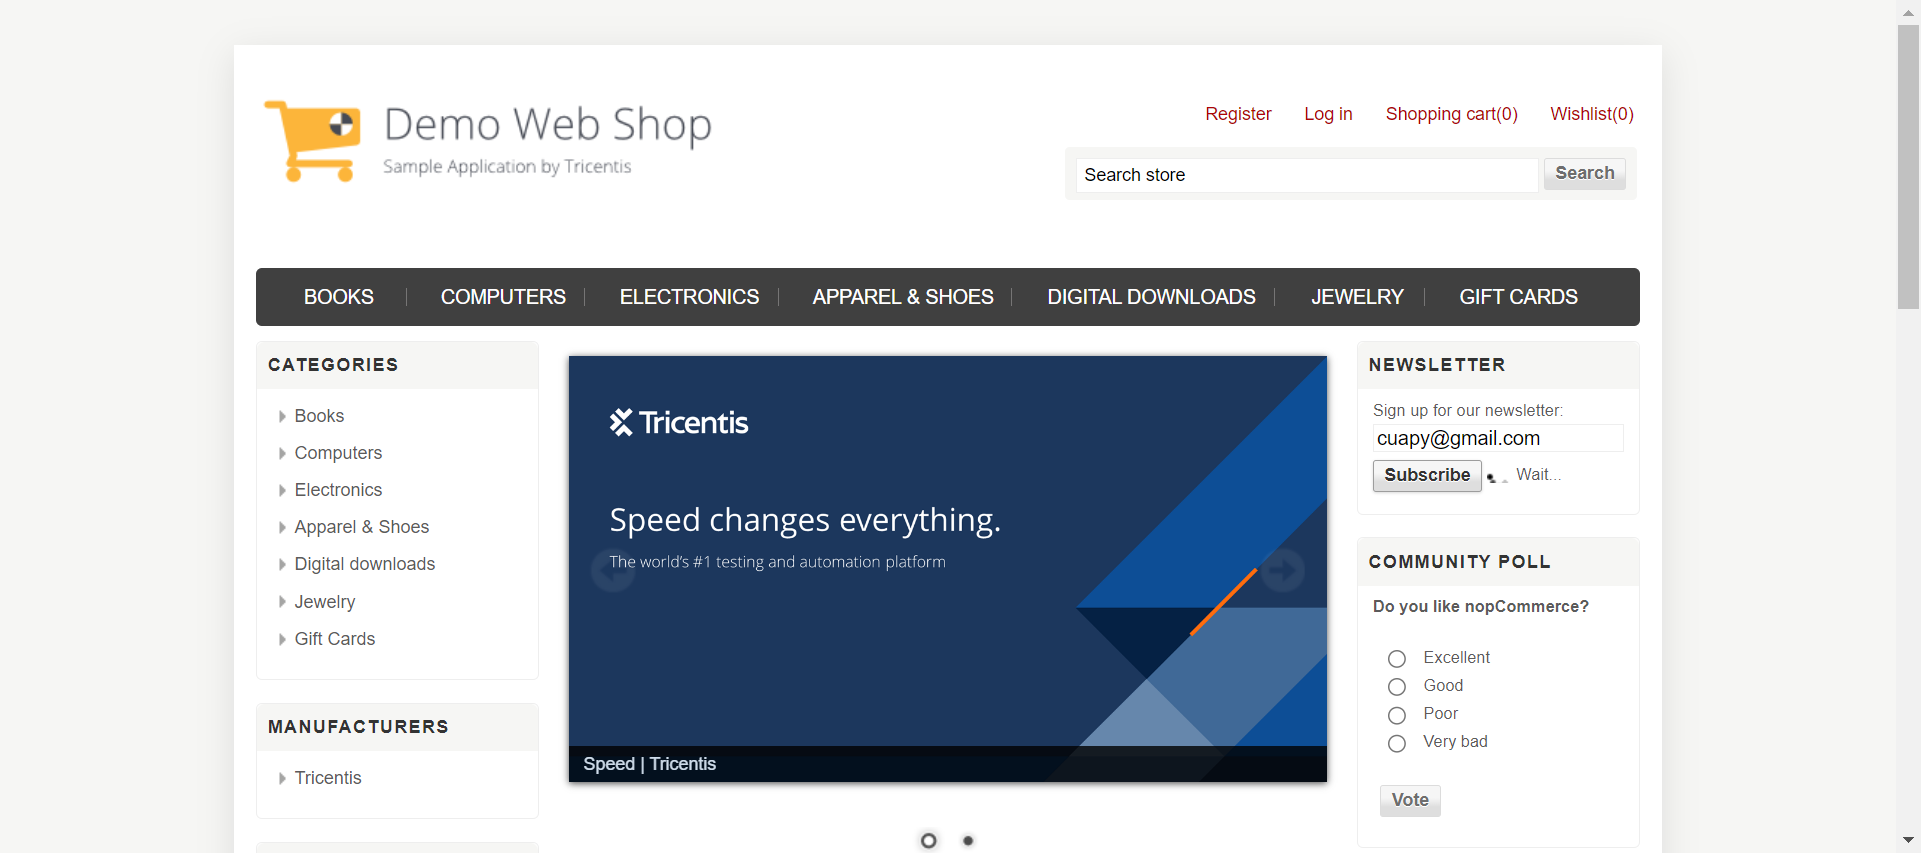 Demo Web Shop
Sample Application by Tricentis
Register Log in Shopping cart(0) Wishlist(0)
Search store Search
BOOKS COMPUTERS ELECTRONICS APPAREL & SHOES DIGITAL DOWNLOADS JEWELRY GIFT CARDS
CATEGORIES
Books
Computers
Electronics
Apparel & Shoes
Digital downloads
Jewelry
Gift Cards
MANUFACTURERS
Tricentis
Tricentis
Speed changes everything.
The world's #1 testing and automation platform
Speed | Tricentis
NEWSLETTER
Sign up for our newsletter:
cuapy@gmail.com
Subscribe Wait...
COMMUNITY POLL
Do you like nopCommerce?
Excellent
Good
Poor
Very bad
Vote